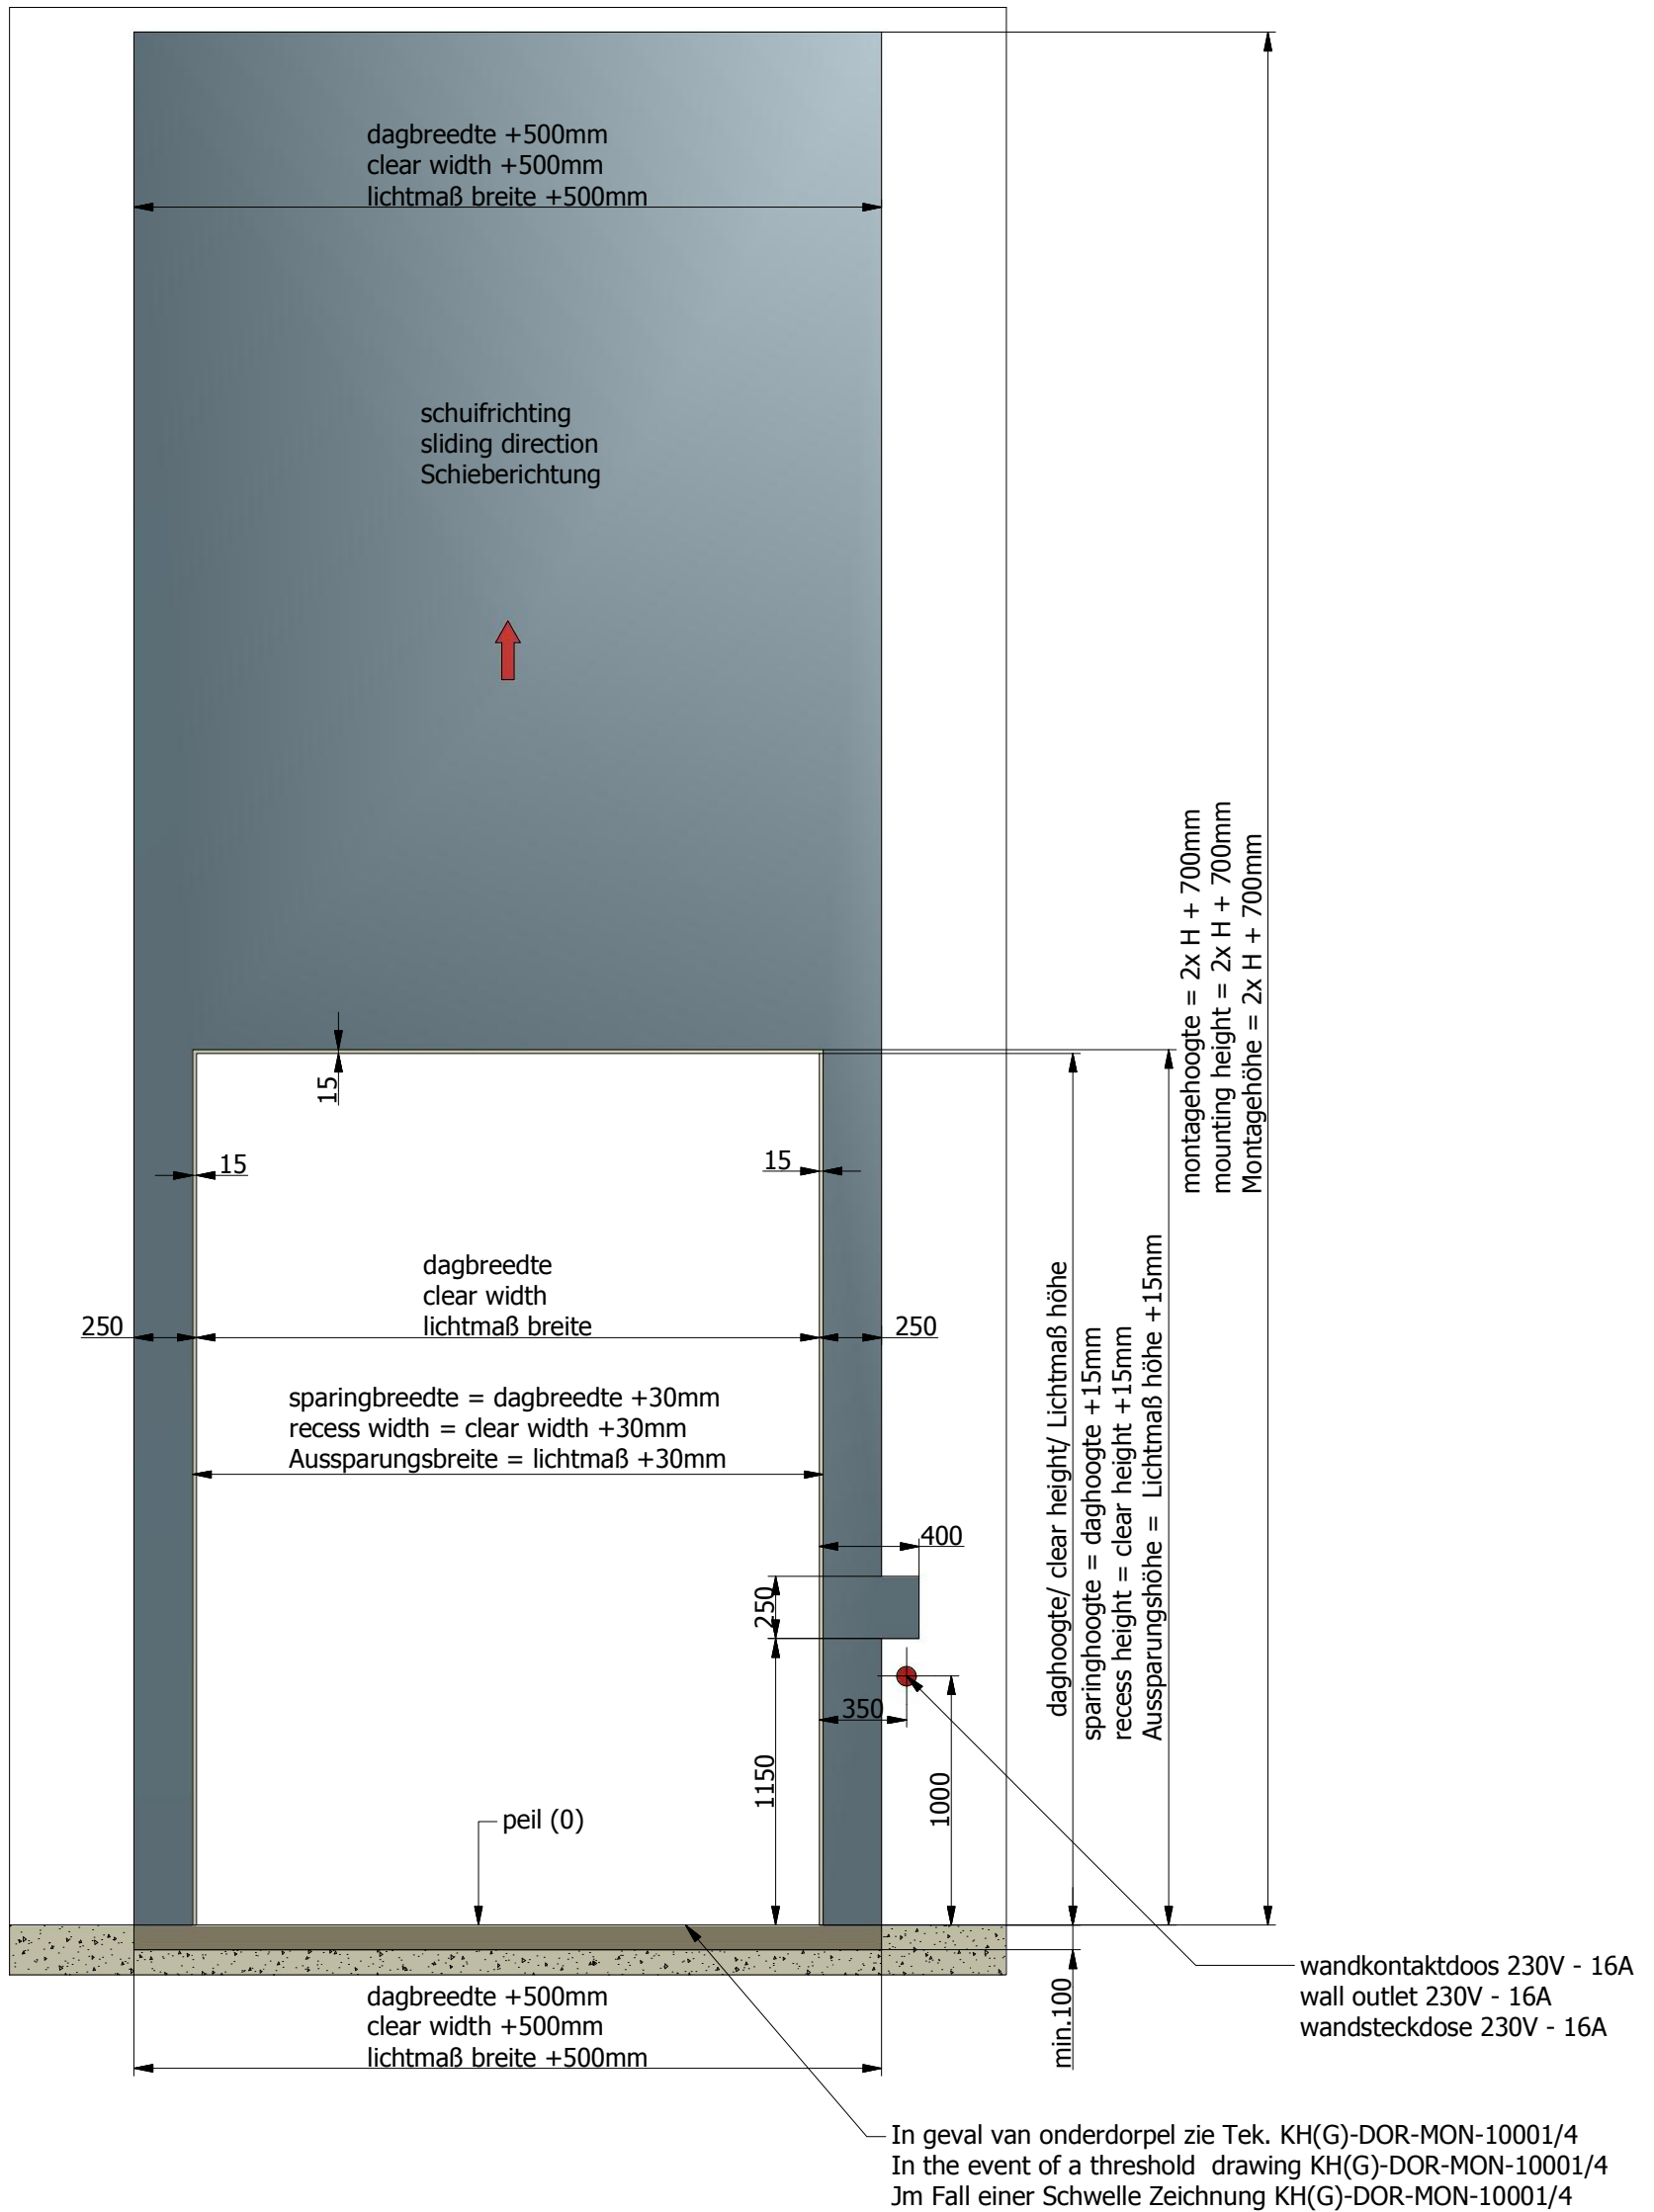 dagbreedte +500mm
clear width +500mm
lichtmaß breite +500mm
schuifrichting
sliding direction
Schieberichtung
montagehoogte = 2x H + 700mm
mounting height = 2x H + 700mm
Montagehöhe = 2x H + 700mm
15
15
15
dagbreedte
clear width
lichtmaß breite
250
250
sparingbreedte = dagbreedte +30mm
recess width = clear width +30mm
Aussparungsbreite = lichtmaß +30mm
daghoogte/ clear height/ Lichtmaß höhe
sparinghoogte = daghoogte +15mm
recess height = clear height +15mm
Aussparungshöhe = Lichtmaß höhe +15mm
400
250
350
1150
1000
peil (0)
wandkontaktdoos 230V - 16A
wall outlet 230V - 16A
wandsteckdose 230V - 16A
min.100
dagbreedte +500mm
clear width +500mm
lichtmaß breite +500mm
In geval van onderdorpel zie Tek. KH(G)-DOR-MON-10001/4
In the event of a threshold drawing KH(G)-DOR-MON-10001/4
Jm Fall einer Schwelle Zeichnung KH(G)-DOR-MON-10001/4